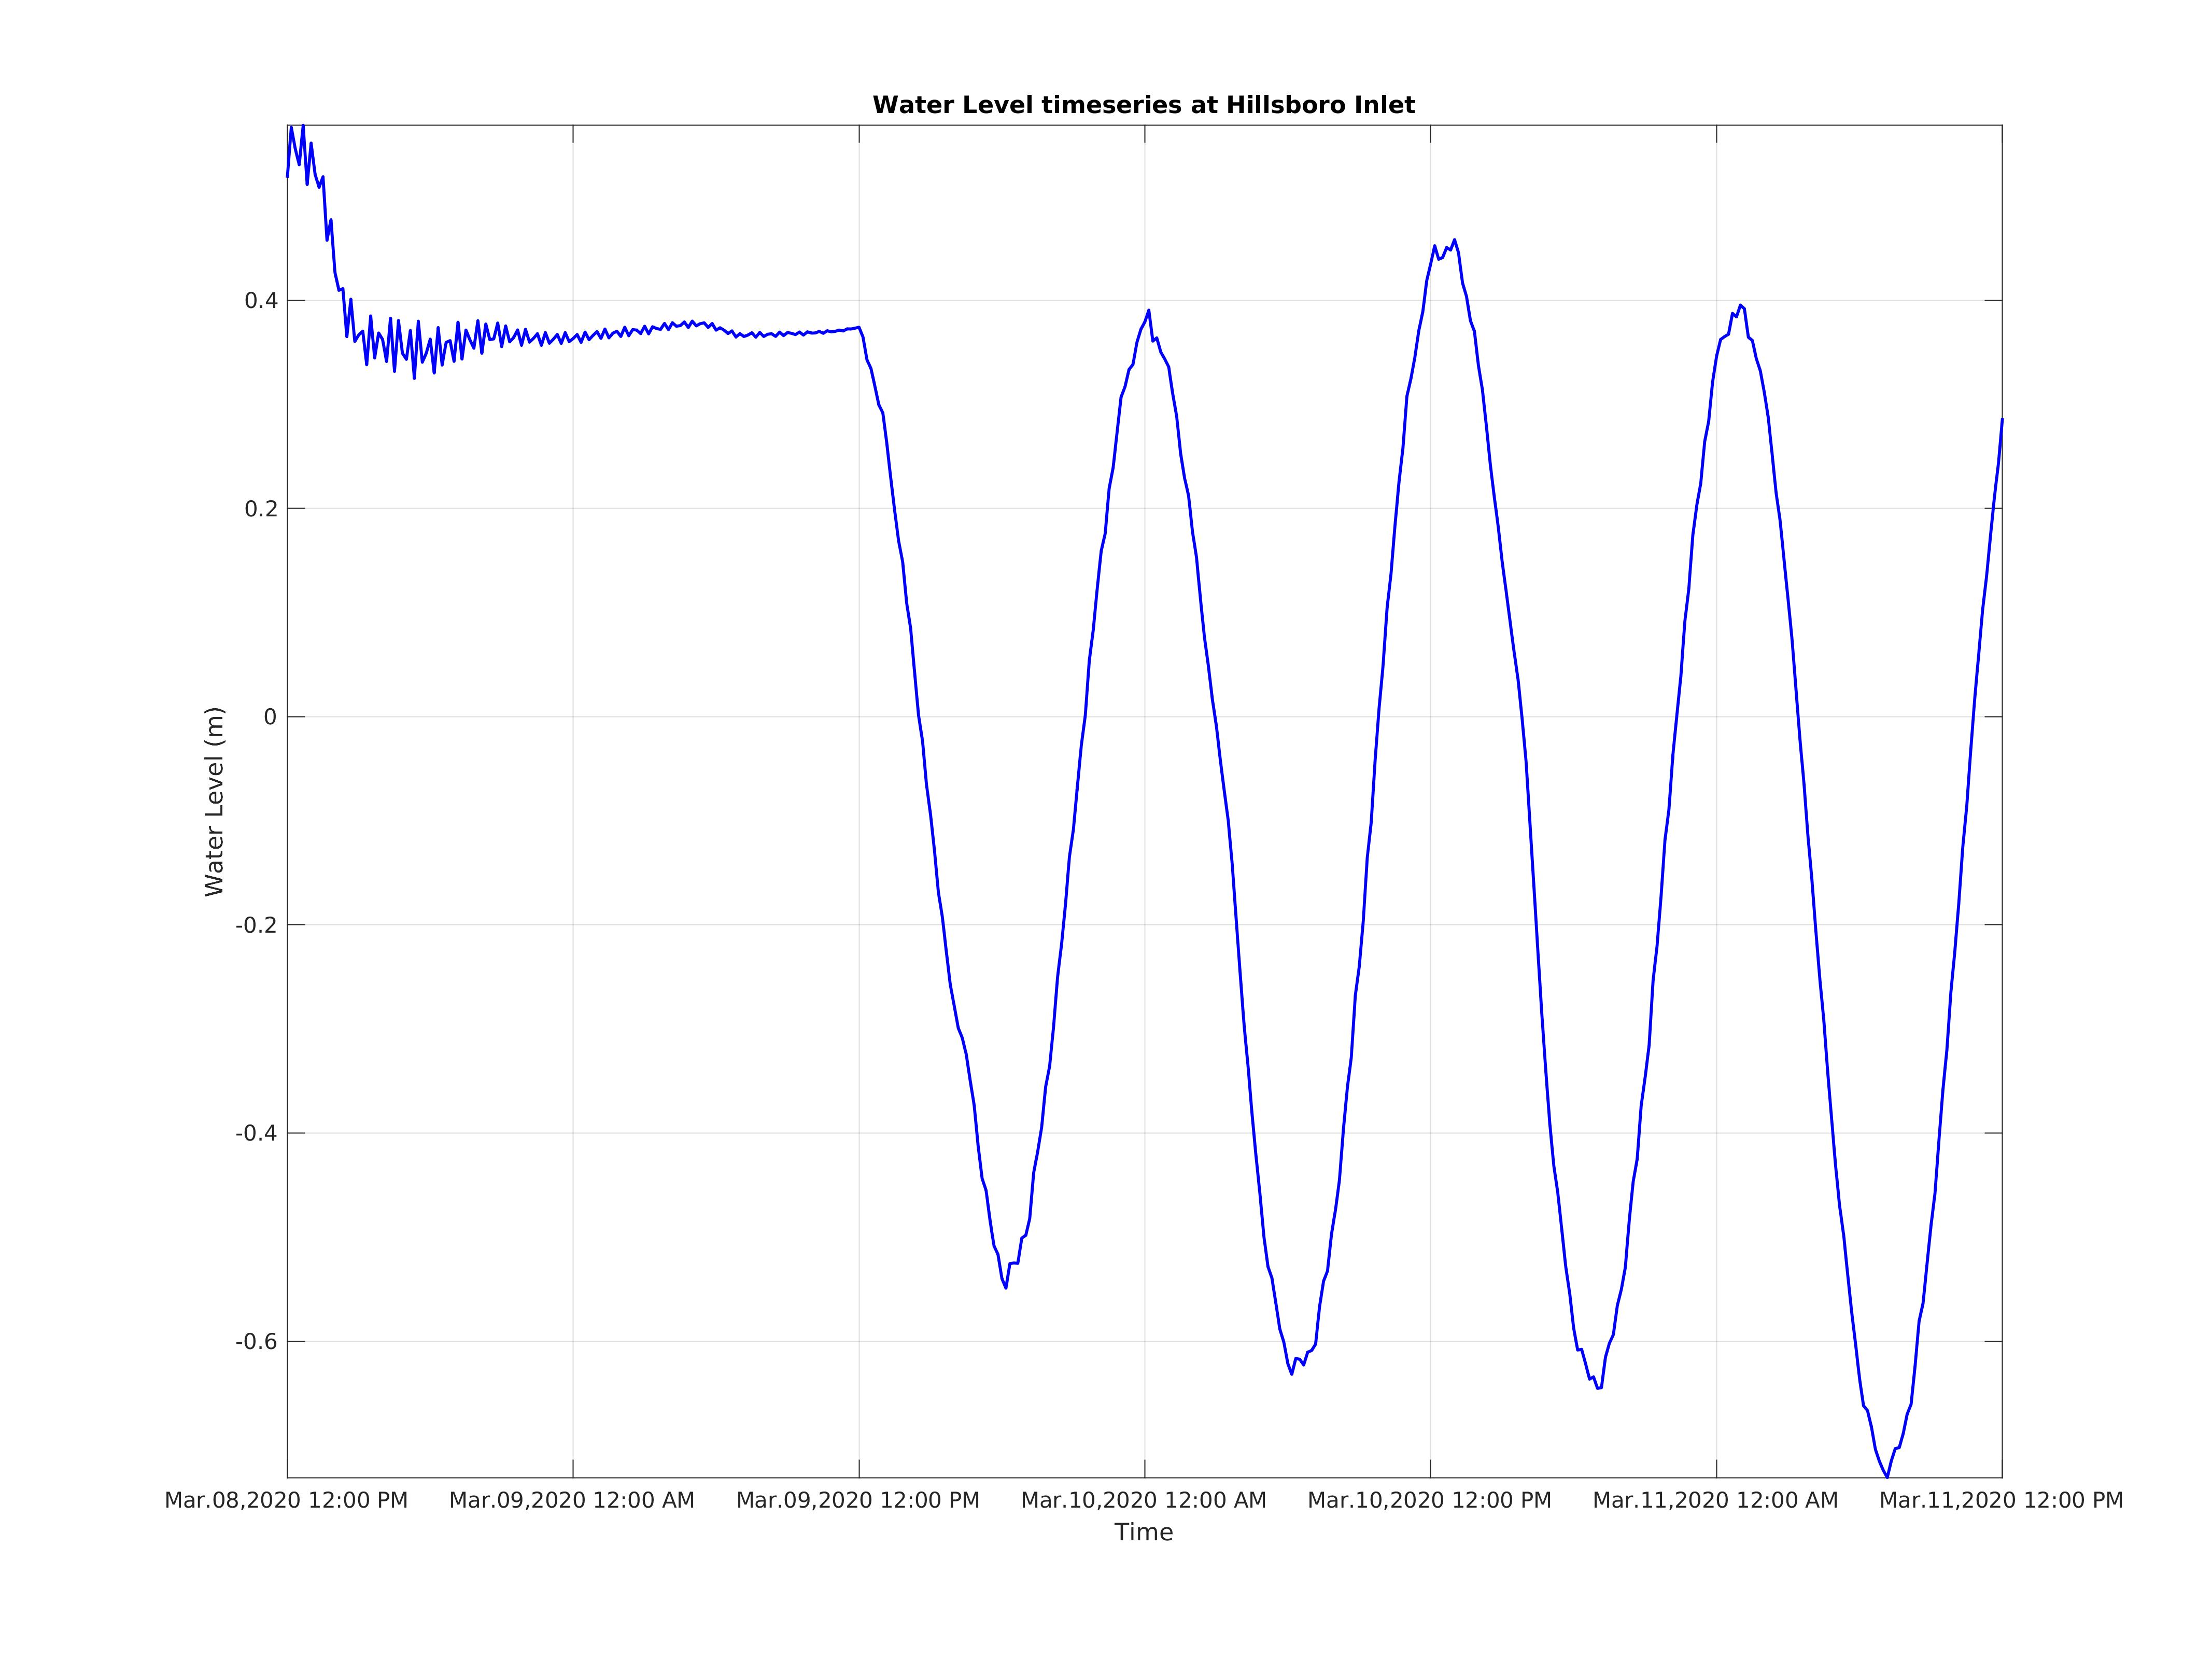 Water Level timeseries at Hillsboro Inlet
0.4
0.2
0
-0.2
-0.4
-0.6
Water Level (m)
Mar.08,2020 12:00 PM Mar.09,2020 12:00 AM Mar.09,2020 12:00 PM Mar.10,2020 12:00 AM Mar.10,2020 12:00 PM Mar.11,2020 12:00 AM Mar.11,2020 12:00 PM
Time